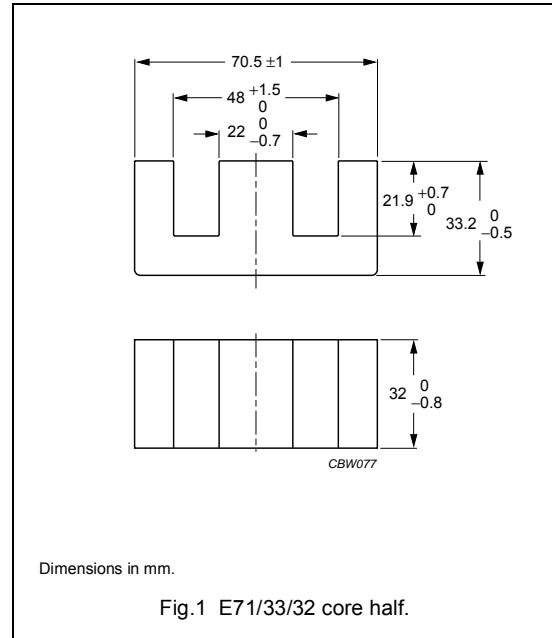 70.5 ±1
48 +1.5 0
22 0 −0.7
21.9 +0.7 0
33.2 0 −0.5
32 0 −0.8
CBW077
Dimensions in mm.
Fig.1 E71/33/32 core half.